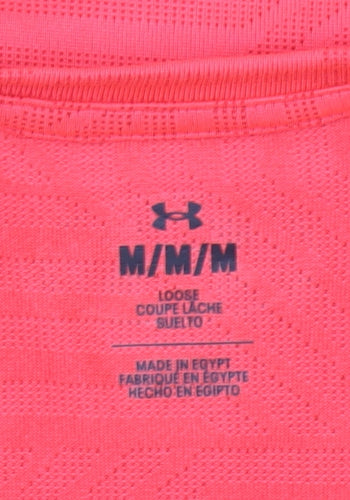 M/M/M
LOOSE
COUPE LÂCHE
SUELTO
MADE IN EGYPT
FABRIQUÉ EN ÉGYPTE
HECHO EN EGIPTO